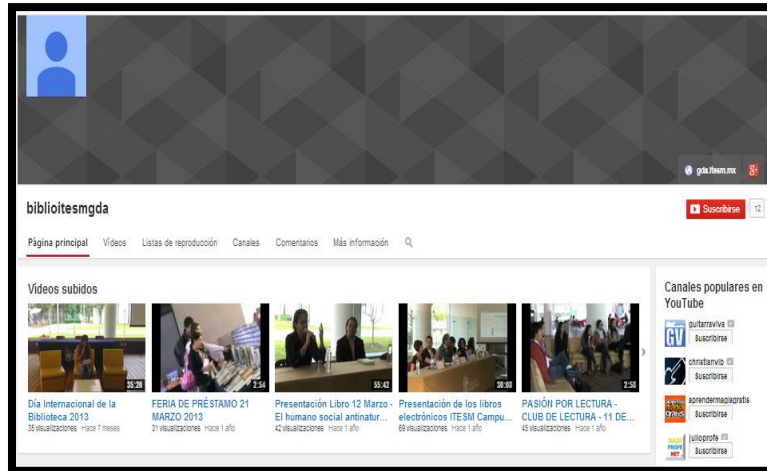 gda.itesm.mx
biblioitesmgda
Suscribirse 12
Página principal Vídeos Listas de reproducción Canales Comentarios Más información
Vídeos subidos
35:20
2:54
55:42
30:03
2:58
Día Internacional de la
Biblioteca 2013
35 visualizaciones Hace 7 meses
FERIA DE PRÉSTAMO 21
MARZO 2013
31 visualizaciones Hace 1 año
Presentación Libro 12 Marzo -
El humano social antinatur...
42 visualizaciones Hace 1 año
Presentación de los libros
electrónicos ITESM Campu...
69 visualizaciones Hace 1 año
PASIÓN POR LECTURA -
CLUB DE LECTURA - 11 DE...
45 visualizaciones Hace 1 año
Canales populares en
YouTube
GV
guitarraviva
Suscribirse
christianvib
Suscribirse
aprendermagiagratis
Suscribirse
julioprofe
Suscribirse